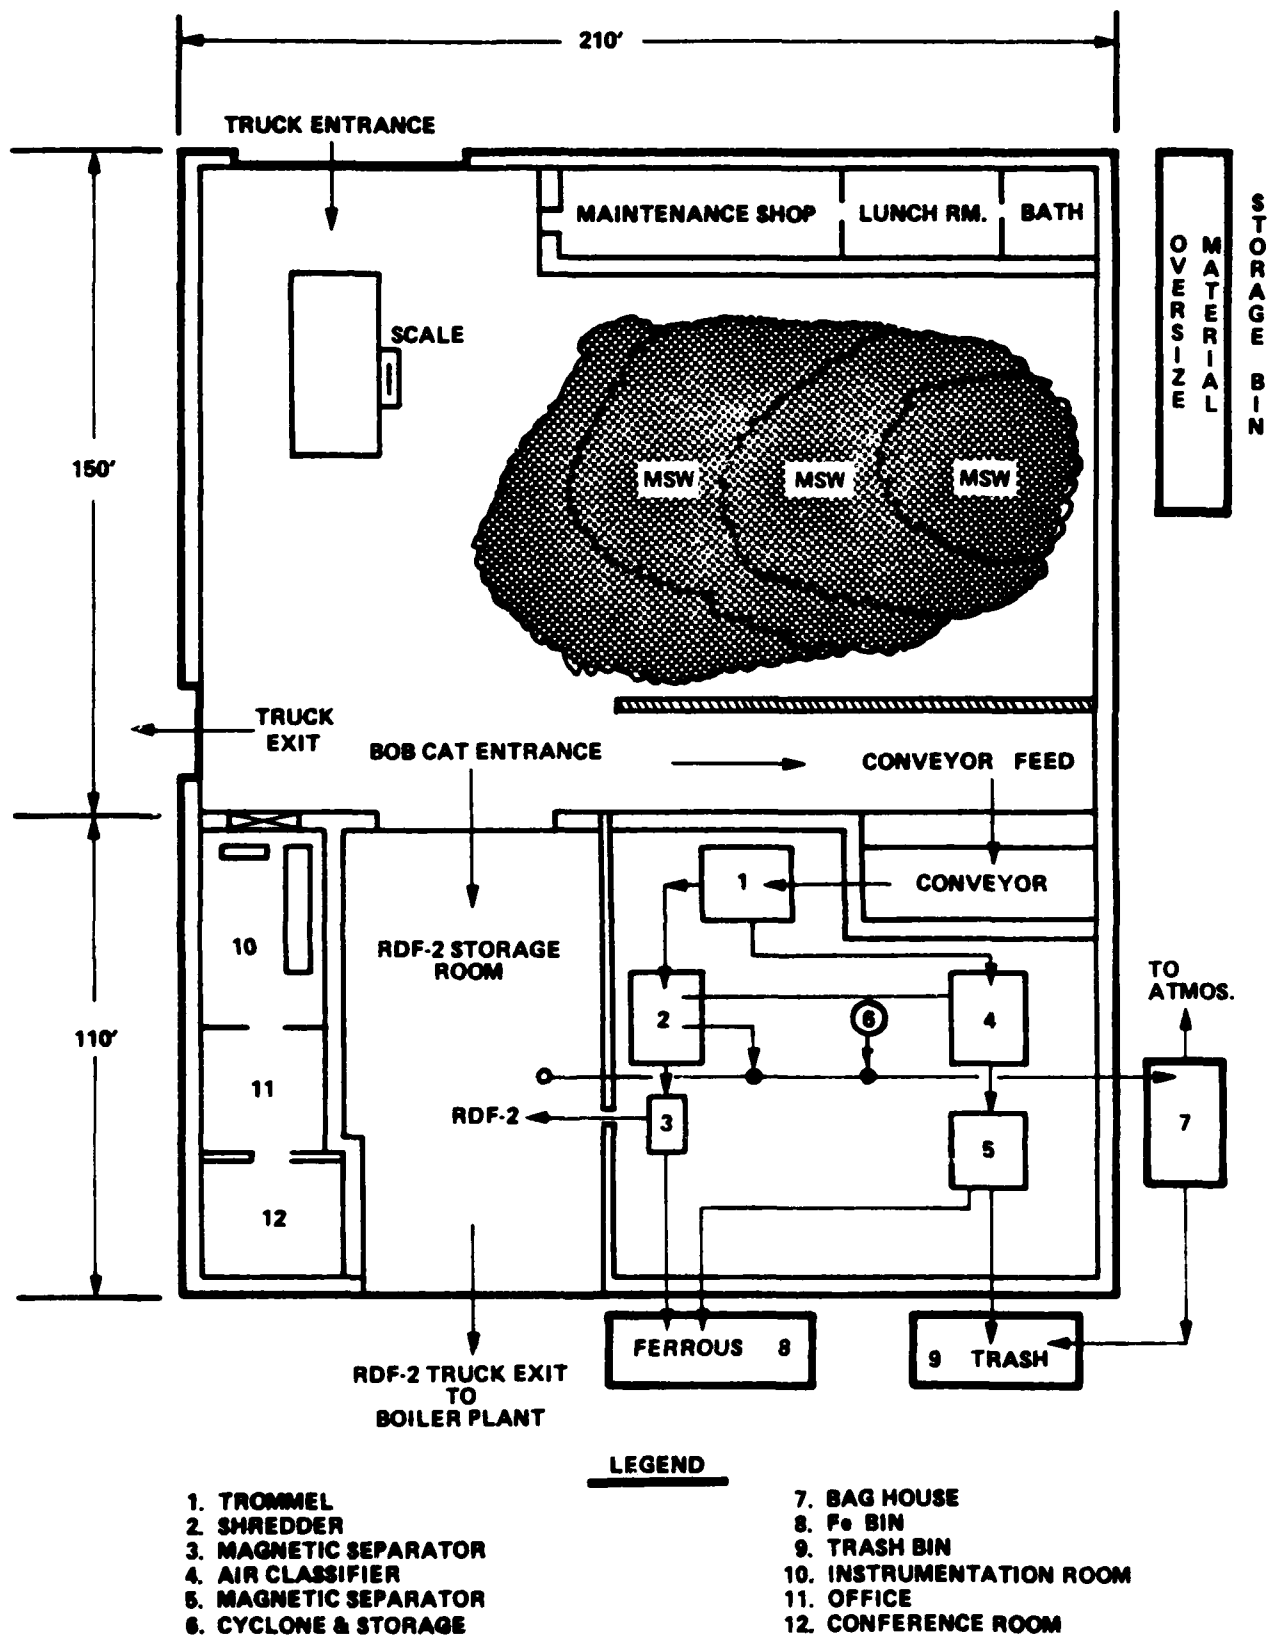 210'
TRUCK ENTRANCE
MAINTENANCE SHOP
LUNCH RM.
BATH
OVERSIZE
MATERIAL
STORAGE BIN
SCALE
150'
MSW
MSW
MSW
TRUCK
EXIT
BOB CAT ENTRANCE
CONVEYOR FEED
1
CONVEYOR
10
RDF-2 STORAGE
ROOM
TO
ATMOS.
2
6
4
110'
11
RDF-2
3
5
7
12
FERROUS 8
9 TRASH
RDF-2 TRUCK EXIT
TO
BOILER PLANT
LEGEND
1. TROMMEL
2. SHREDDER
3. MAGNETIC SEPARATOR
4. AIR CLASSIFIER
5. MAGNETIC SEPARATOR
6. CYCLONE & STORAGE
7. BAG HOUSE
8. Fe BIN
9. TRASH BIN
10. INSTRUMENTATION ROOM
11. OFFICE
12. CONFERENCE ROOM